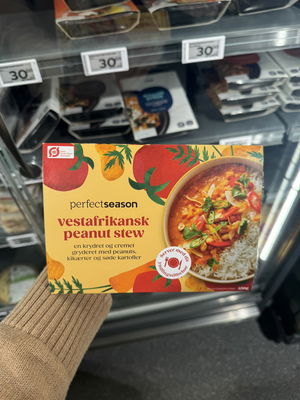 30
30
30
perfectseason
vestafrikansk
peanut stew
en krydret og cremet
gryderet med peanuts,
kikærter og søde kartofler